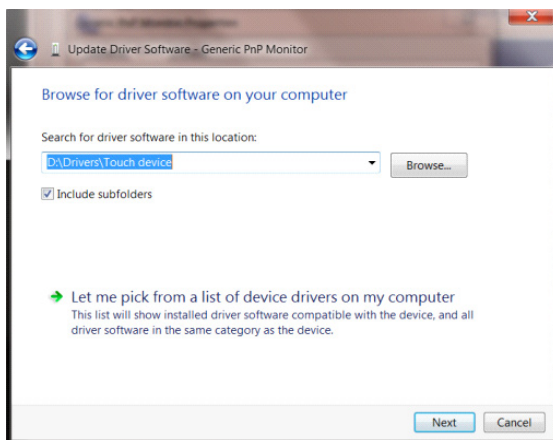 Update Driver Software - Generic PnP Monitor
Browse for driver software on your computer
Search for driver software in this location:
D:\Drivers\Touch device
Browse...
Include subfolders
Let me pick from a list of device drivers on my computer
This list will show installed driver software compatible with the device, and all
driver software in the same category as the device.
Next
Cancel